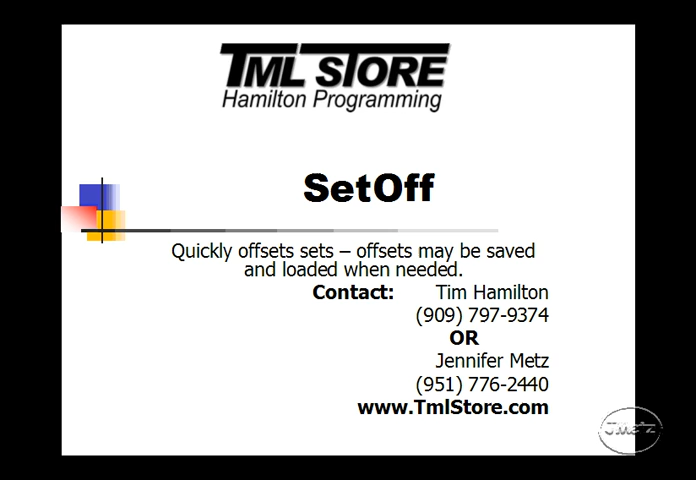 TML STORE
Hamilton Programming
SetOff
Quickly offsets sets – offsets may be saved
and loaded when needed.
Contact: Tim Hamilton
(909) 797-9374
OR
Jennifer Metz
(951) 776-2440
www.TmlStore.com
JMetz